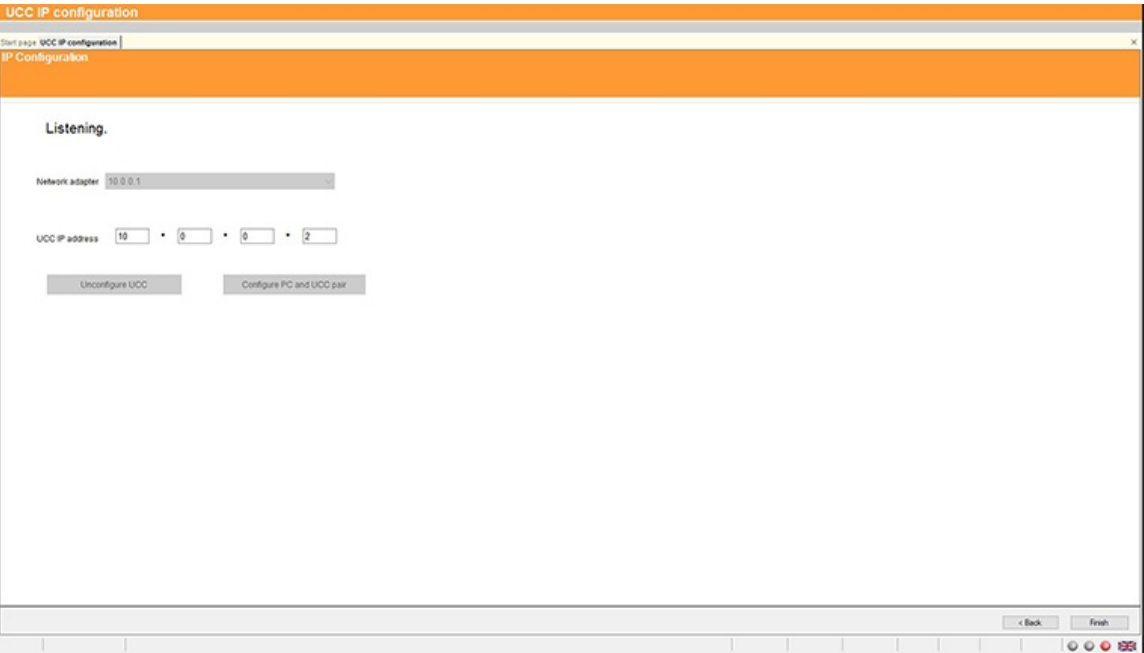 UCC IP configuration
Start page UCC IP configuration
IP Configuration
Listening.
Network adapter 10.0.0.1
UCC IP address 10 . 0 . 0 . 2
Unconfigure UCC Configure PC and UCC pair
< Back Finish